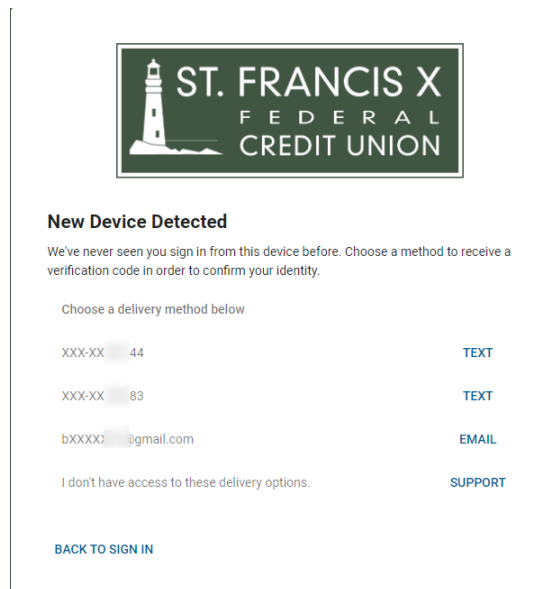 ST. FRANCIS X
FEDERAL
CREDIT UNION
New Device Detected
We've never seen you sign in from this device before. Choose a method to receive a
verification code in order to confirm your identity.
Choose a delivery method below
XXX-XX 44 TEXT
XXX-XX 83 TEXT
bXXXX @gmail.com EMAIL
I don't have access to these delivery options. SUPPORT
BACK TO SIGN IN